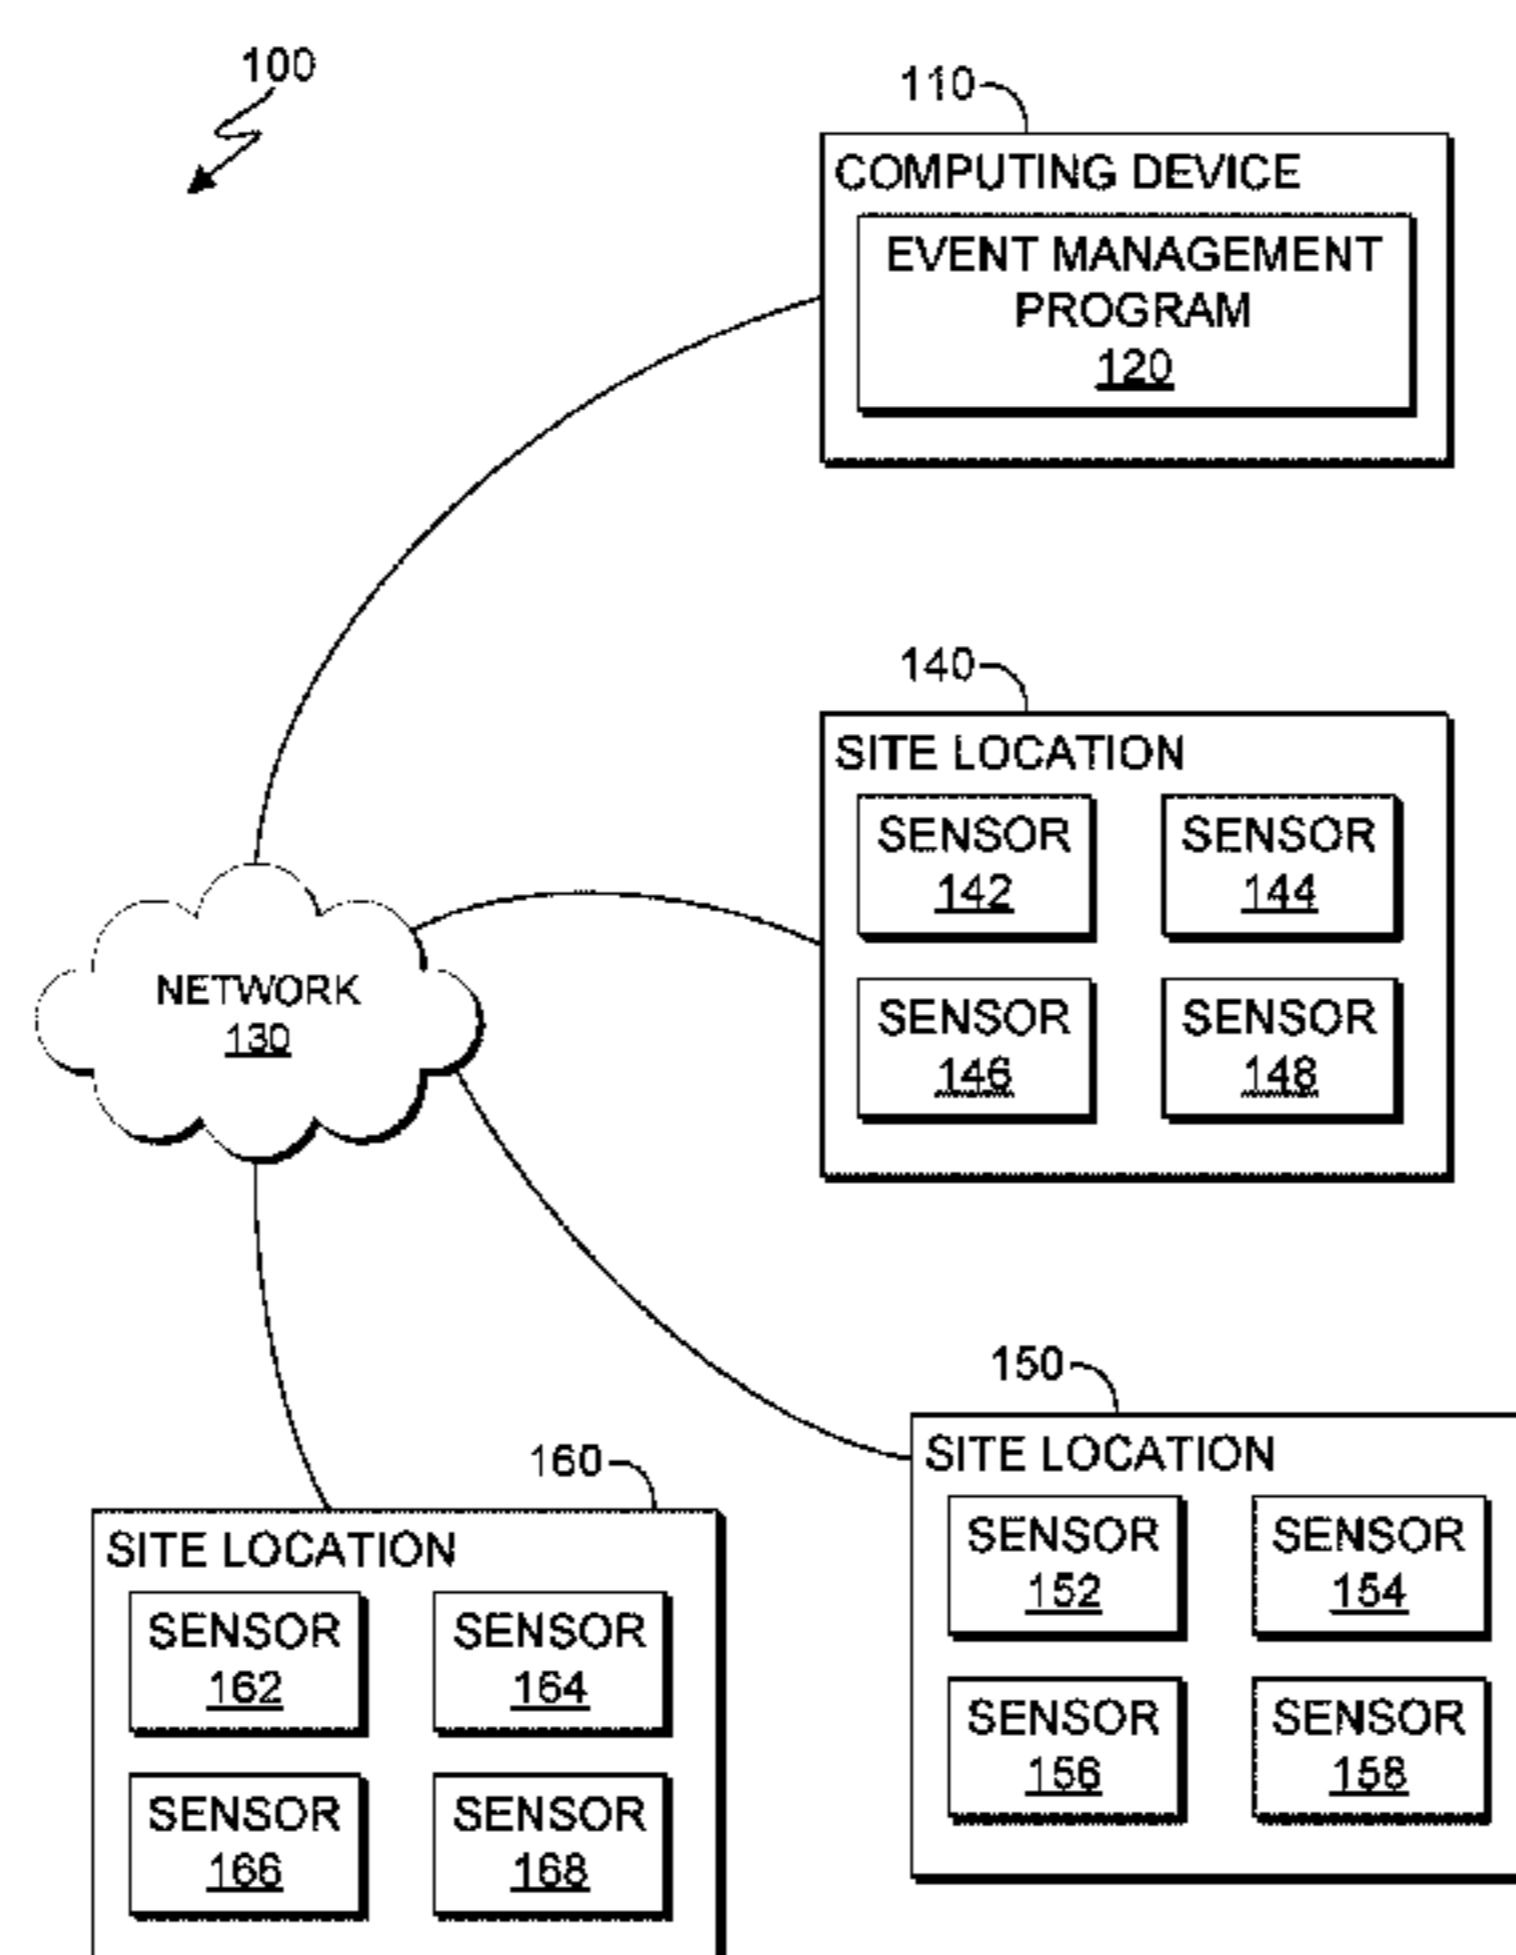 100
110
COMPUTING DEVICE
EVENT MANAGEMENT
PROGRAM
120
140
SITE LOCATION
SENSOR SENSOR
142 144
SENSOR SENSOR
146 148
NETWORK
130
150
SITE LOCATION
SENSOR SENSOR
152 154
SENSOR SENSOR
156 158
160
SITE LOCATION
SENSOR SENSOR
162 164
SENSOR SENSOR
166 168